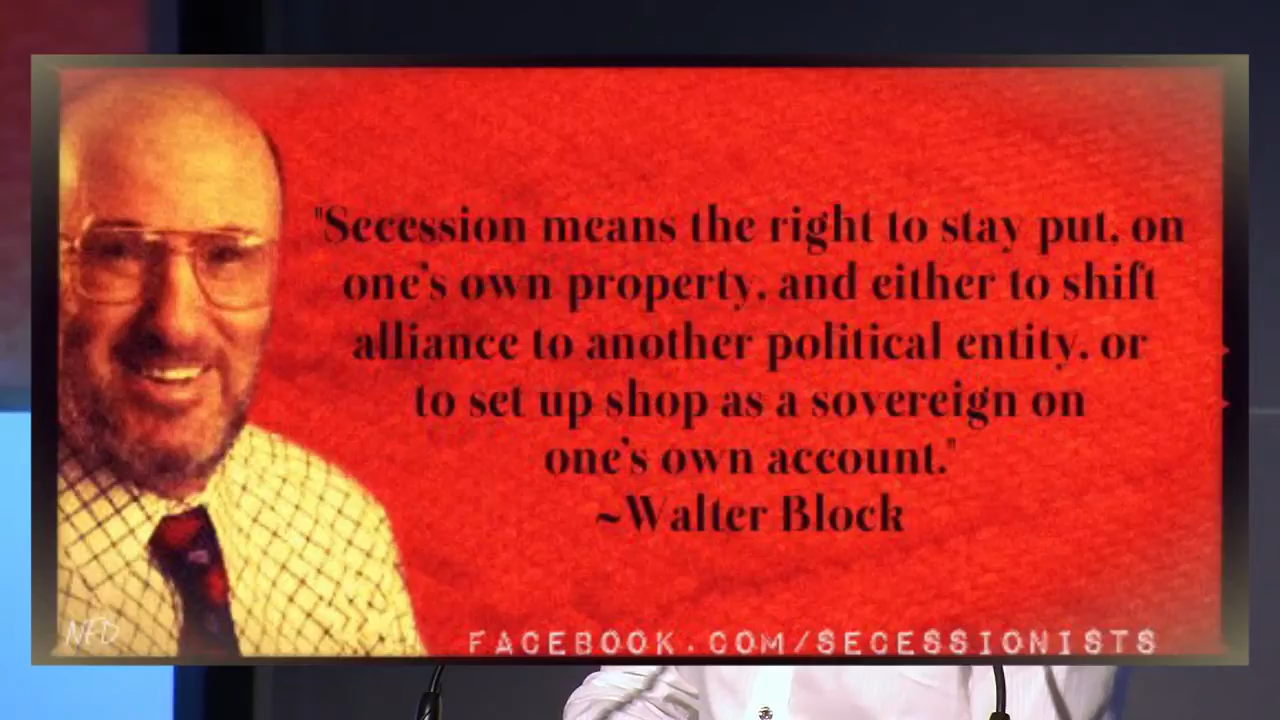 "Secession means the right to stay put, on
one's own property, and either to shift
alliance to another political entity, or
to set up shop as a sovereign on
one's own account."
~Walter Block
NFD
FACEBOOK.COM/SECESSIONISTS